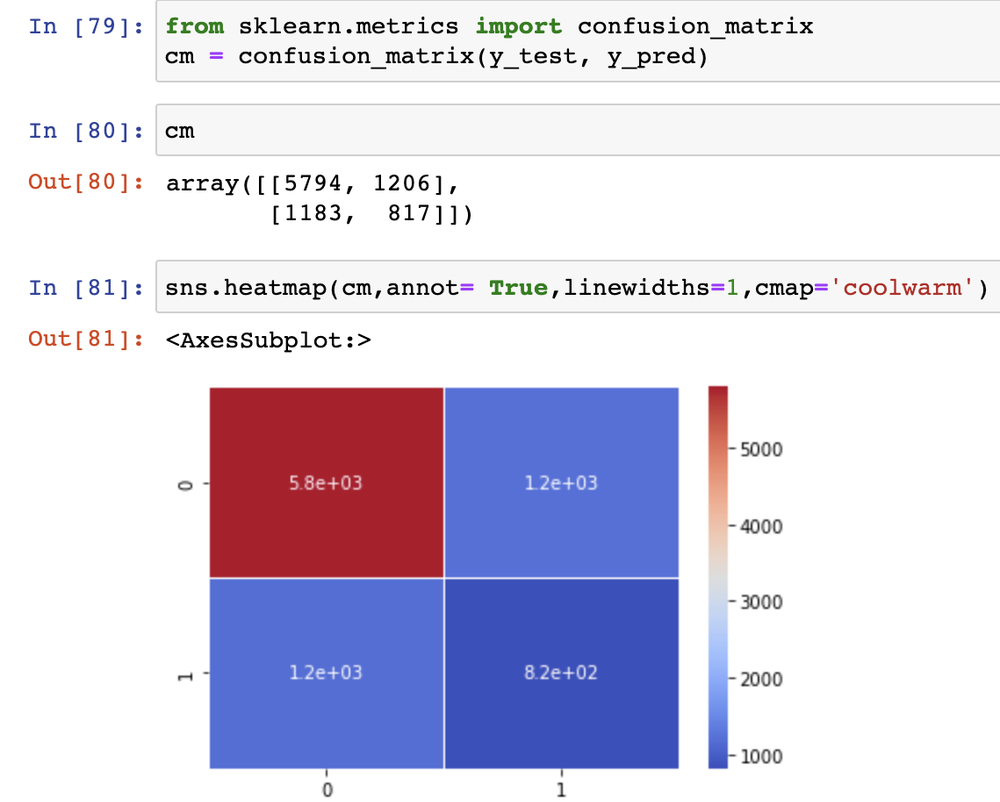 In [79]: from sklearn.metrics import confusion_matrix
cm = confusion_matrix(y_test, y_pred)
In [80]: cm
Out[80]: array([[5794, 1206],
[1183,  817]])
In [81]: sns.heatmap(cm,annot= True,linewidths=1,cmap='coolwarm')
Out[81]: <AxesSubplot:>
5000
0 5.8e+03 1.2e+03
4000
3000
1 1.2e+03 8.2e+02
2000
1000
0 1